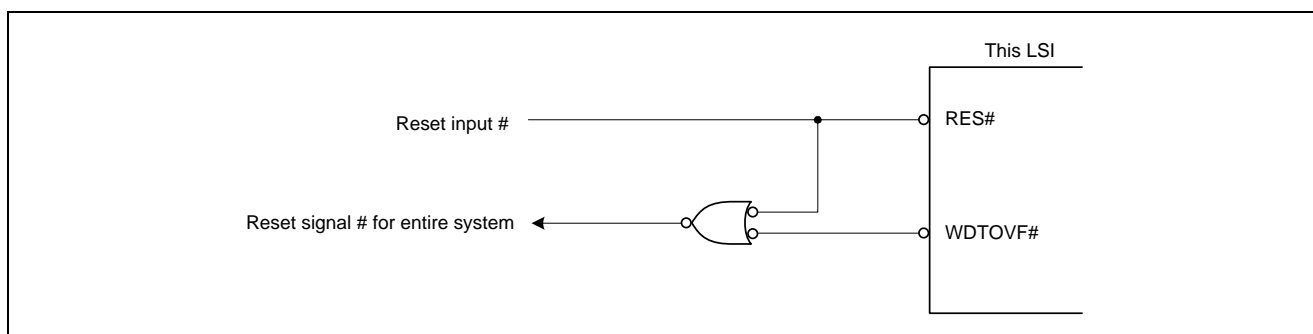 This LSI
Reset input #
RES#
Reset signal # for entire system
WDTOVF#